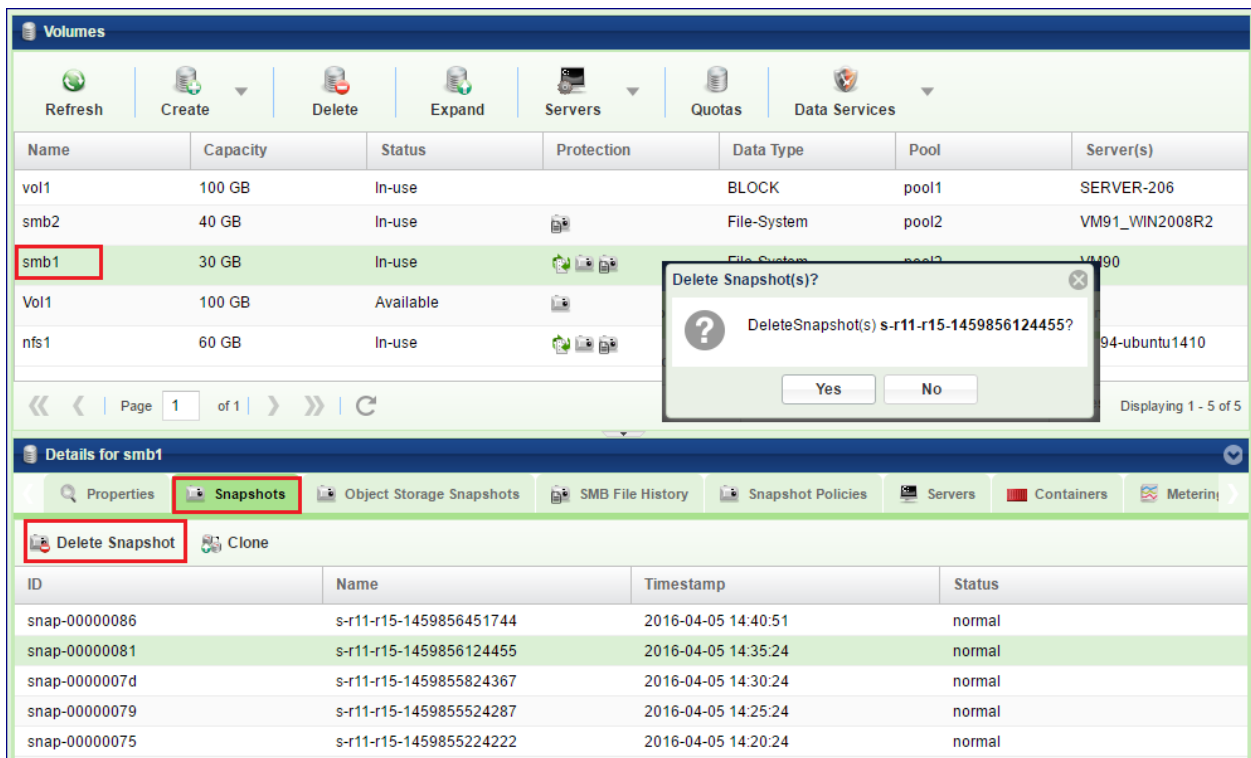 Volumes
Refresh Create Delete Expand Servers Quotas Data Services
Name Capacity Status Protection Data Type Pool Server(s)
vol1 100 GB In-use BLOCK pool1 SERVER-206
smb2 40 GB In-use File-System pool2 VM91_WIN2008R2
smb1 30 GB In-use File-System pool2 VM90
Vol1 100 GB Available
nfs1 60 GB In-use 94-ubuntu1410
Delete Snapshot(s)?
DeleteSnapshot(s) s-r11-r15-1459856124455?
Yes No
Page 1 of 1 Displaying 1 - 5 of 5
Details for smb1
Properties Snapshots Object Storage Snapshots SMB File History Snapshot Policies Servers Containers Metering
Delete Snapshot Clone
ID Name Timestamp Status
snap-00000086 s-r11-r15-1459856451744 2016-04-05 14:40:51 normal
snap-00000081 s-r11-r15-1459856124455 2016-04-05 14:35:24 normal
snap-0000007d s-r11-r15-1459855824367 2016-04-05 14:30:24 normal
snap-00000079 s-r11-r15-1459855524287 2016-04-05 14:25:24 normal
snap-00000075 s-r11-r15-1459855224222 2016-04-05 14:20:24 normal